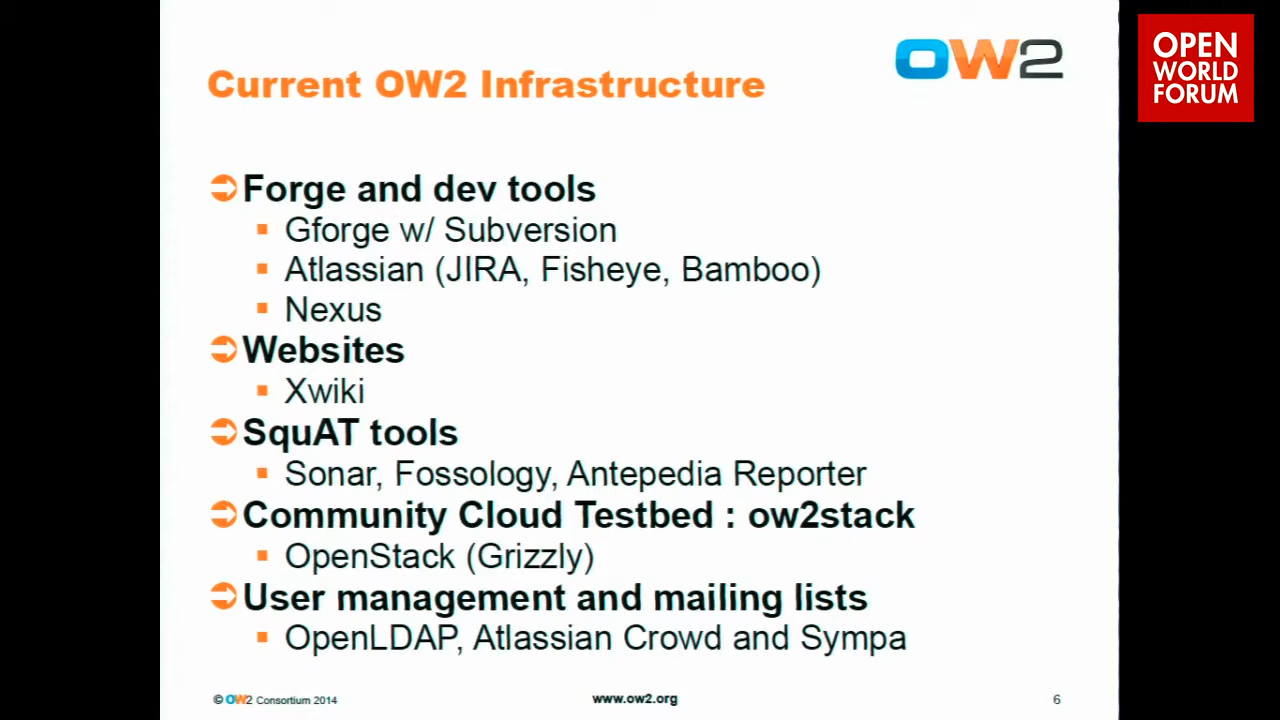 OW2
OPEN
WORLD
FORUM
Current OW2 Infrastructure
Forge and dev tools
Gforge w/ Subversion
Atlassian (JIRA, Fisheye, Bamboo)
Nexus
Websites
Xwiki
SquAT tools
Sonar, Fossology, Antepedia Reporter
Community Cloud Testbed : ow2stack
OpenStack (Grizzly)
User management and mailing lists
OpenLDAP, Atlassian Crowd and Sympa
© OW2 Consortium 2014
www.ow2.org
6